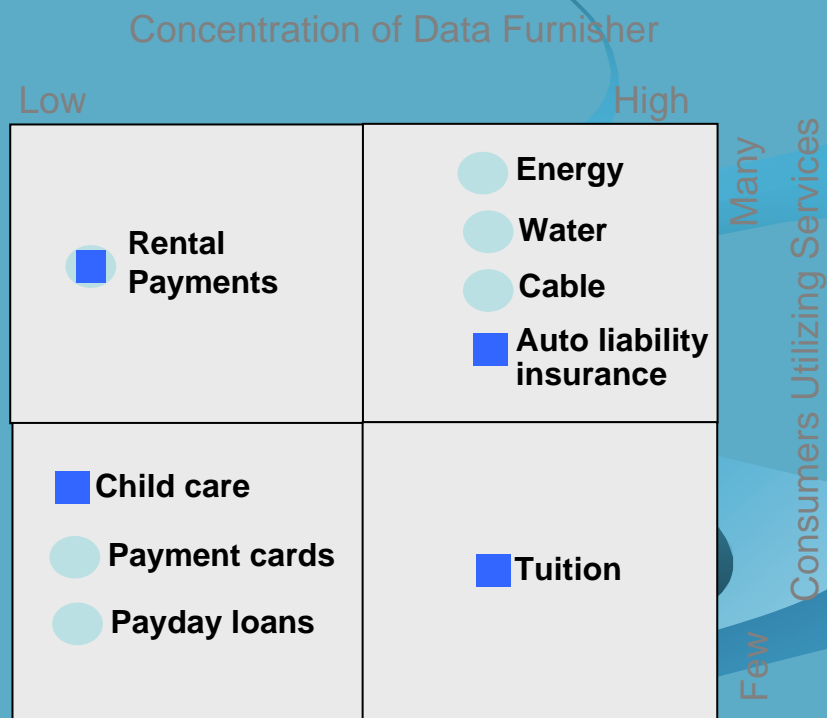 Concentration of Data Furnisher
Low
High
Rental
Payments
Energy
Water
Cable
Auto liability
insurance
Many
Consumers Utilizing Services
Child care
Payment cards
Payday loans
Tuition
Few